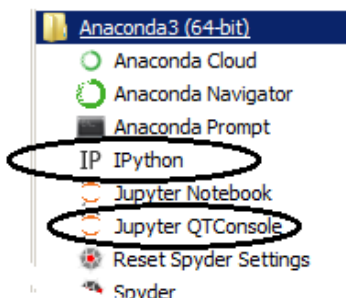 Anaconda3 (64-bit)
Anaconda Cloud
Anaconda Navigator
Anaconda Prompt
IP IPython
Jupyter Notebook
Jupyter QTConsole
Reset Spyder Settings
Spyder